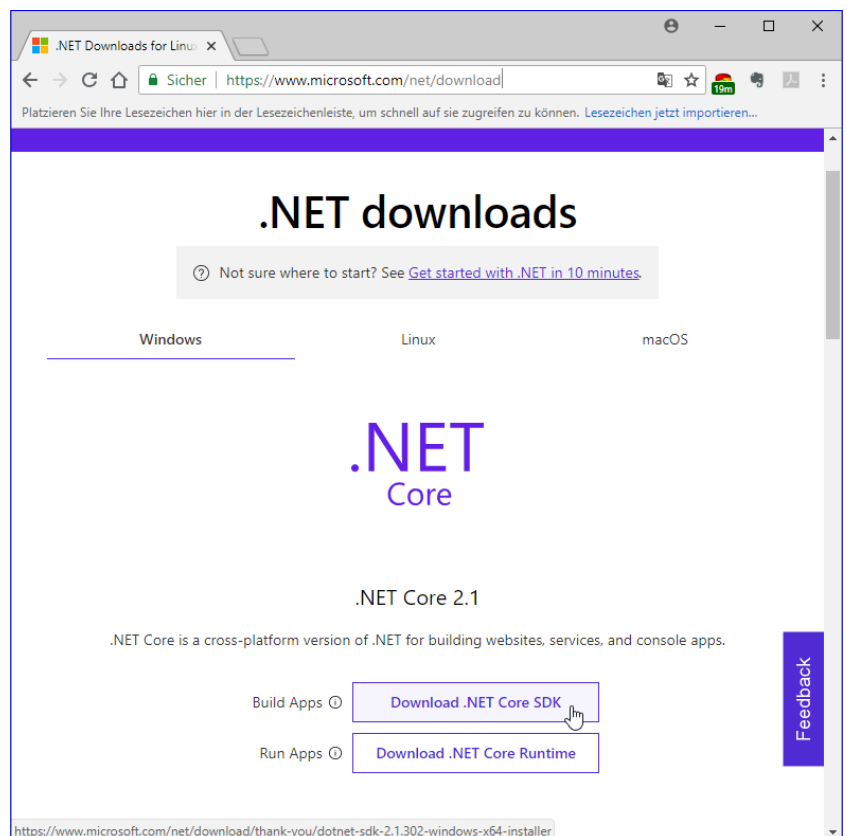 .NET Downloads for Linu
Sicher | https://www.microsoft.com/net/download
19m
Platzieren Sie Ihre Lesezeichen hier in der Lesezeichenleiste, um schnell auf sie zugreifen zu können. Lesezeichen jetzt importieren...
.NET downloads
Not sure where to start? See Get started with .NET in 10 minutes.
Windows Linux macOS
.NET
Core
.NET Core 2.1
.NET Core is a cross-platform version of .NET for building websites, services, and console apps.
Build Apps Download .NET Core SDK
Run Apps Download .NET Core Runtime
Feedback
https://www.microsoft.com/net/download/thank-you/dotnet-sdk-2.1.302-windows-x64-installer